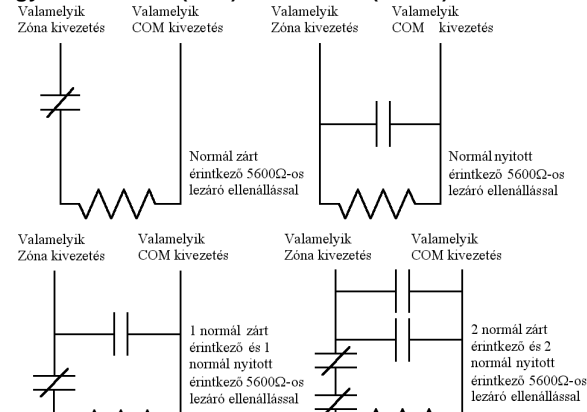 Valamelyik
Zóna kivezetés
Valamelyik
COM kivezetés
Valamelyik
Zóna kivezetés
Valamelyik
COM kivezetés
Normál zárt
érintkező 5600Ω-os
lezáró ellenállással
Normál nyitott
érintkező 5600Ω-os
lezáró ellenállással
Valamelyik
Zóna kivezetés
Valamelyik
COM kivezetés
Valamelyik
Zóna kivezetés
Valamelyik
COM kivezetés
1 normál zárt
érintkező és 1
normál nyitott
érintkező 5600Ω-os
lezáró ellenállással
2 normál zárt
érintkező és 2
normál nyitott
érintkező 5600Ω-os
lezáró ellenállással